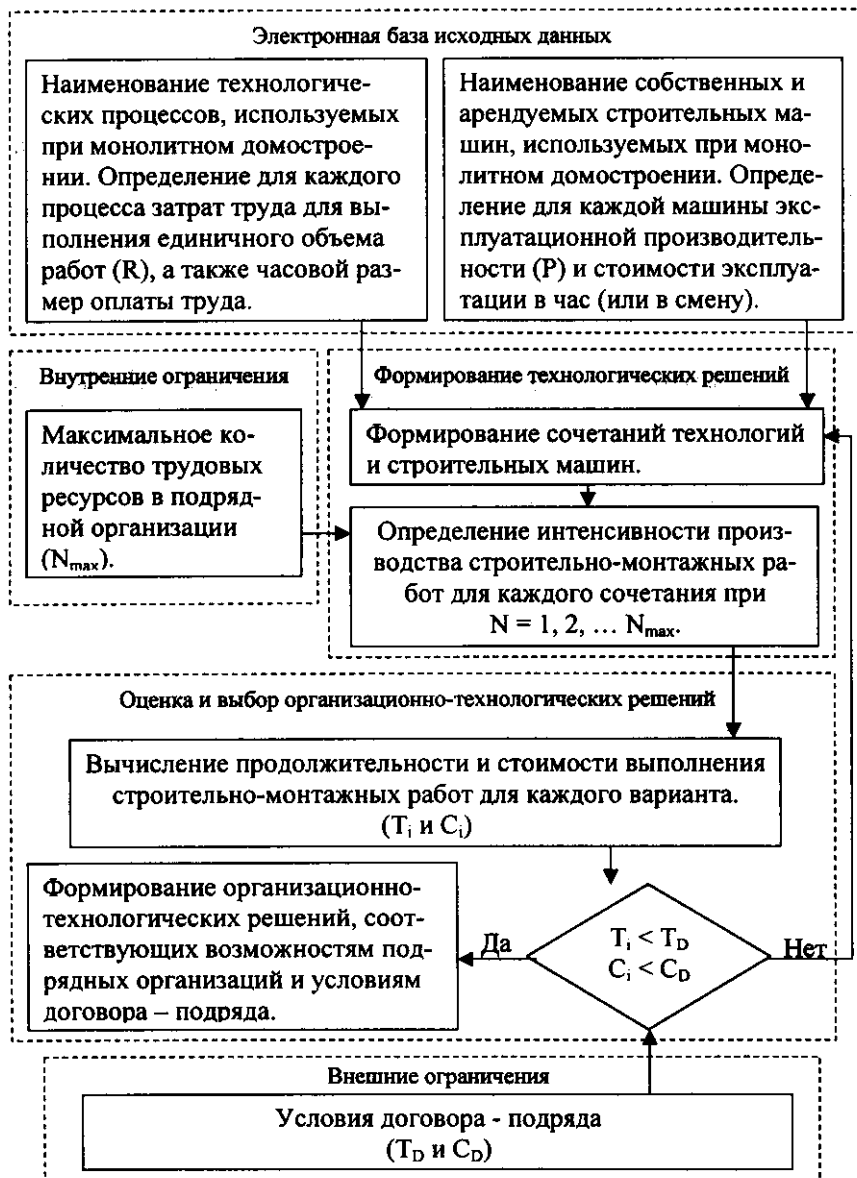 Электронная база исходных данных
Наименование технологиче-
ских процессов, используемых
при монолитном домострое-
нии. Определение для каждого
процесса затрат труда для вы-
полнения единичного объема
работ (R), а также часовой раз-
мер оплаты труда.
Наименование собственных и
арендуемых строительных ма-
шин, используемых при моно-
литном домостроении. Опреде-
ление для каждой машины экс-
плуатационной производитель-
ности (P) и стоимости эксплуа-
тации в час (или в смену).
Внутренние ограничения
Максимальное ко-
личество трудовых
ресурсов в подряд-
ной организации
(Nmax).
Формирование технологических решений
Формирование сочетаний технологий
и строительных машин.
Определение интенсивности произ-
водства строительно-монтажных ра-
бот для каждого сочетания при
N = 1, 2, … Nmax.
Оценка и выбор организационно-технологических решений
Вычисление продолжительности и стоимости выполнения
строительно-монтажных работ для каждого варианта.
(Ti и Ci)
Формирование организационно-
технологических решений, соот-
ветствующих возможностям под-
рядных организаций и условиям
договора – подряда.
Да
Ti < TD
Ci < CD
Нет
Внешние ограничения
Условия договора - подряда
(TD и CD)